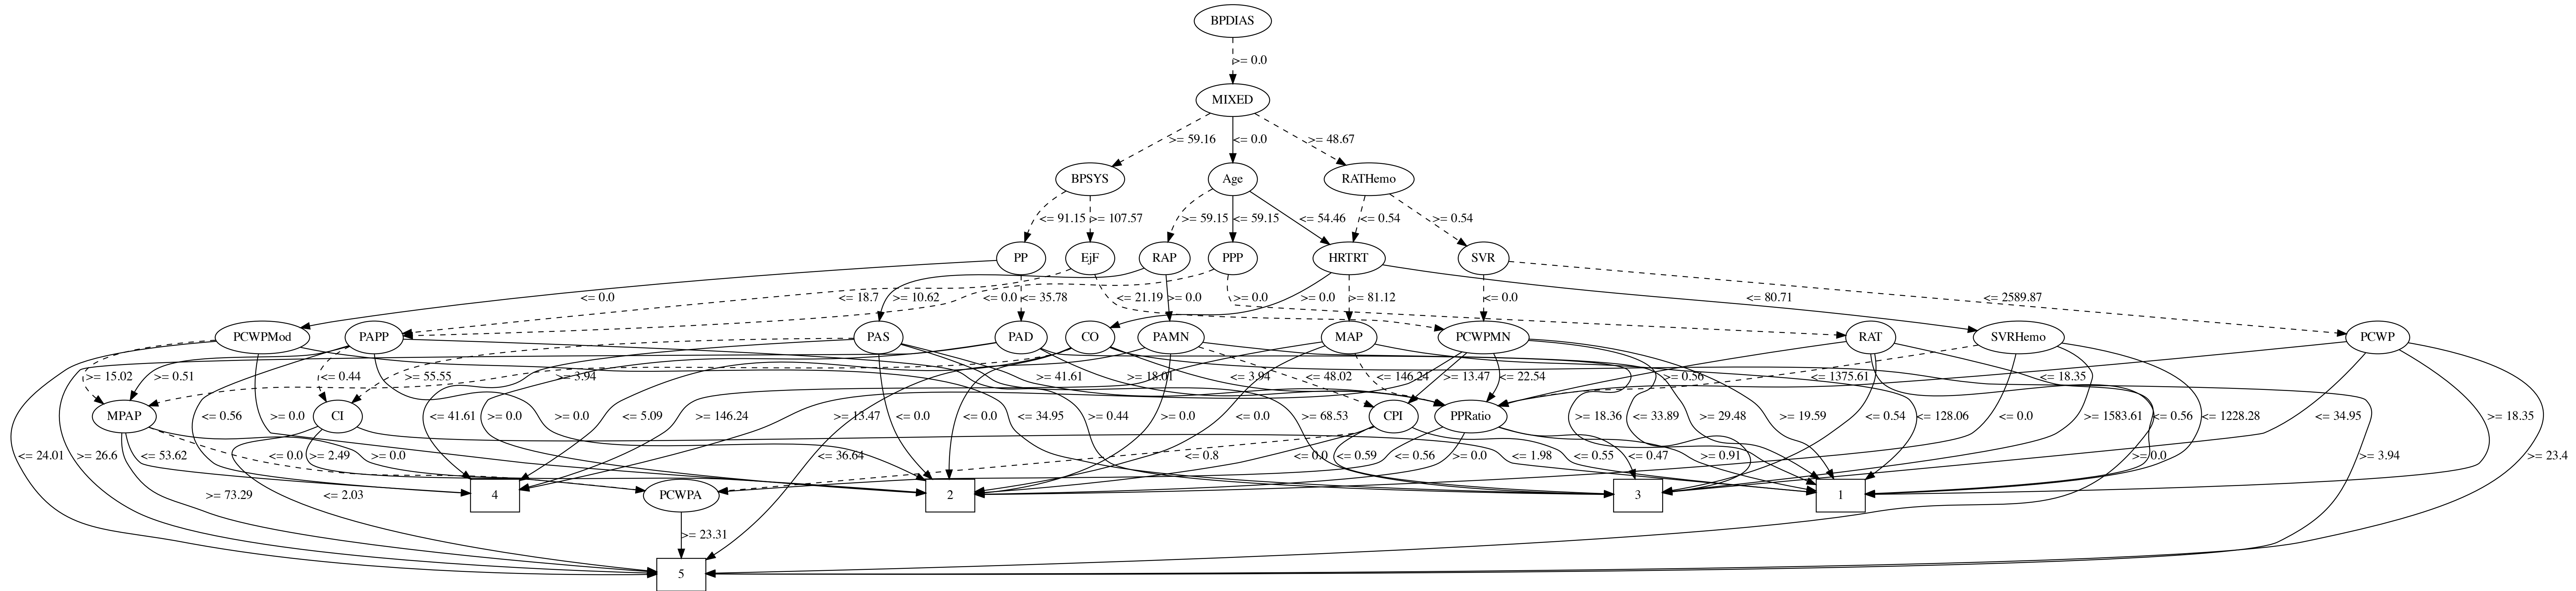 BPDIAS
>= 0.0
MIXED
>= 59.16 <= 0.0 >= 48.67
BPSYS Age RATHemo
<= 91.15 >= 107.57 >= 59.15 <= 59.15 <= 54.46 <= 0.54 >= 0.54
PP EjF RAP PPP HRTRT SVR
<= 0.0 <= 18.7 >= 10.62 <= 0.0 <= 35.78 <= 21.19 >= 0.0 >= 0.0 >= 0.0 >= 81.12 <= 0.0 <= 80.71 <= 2589.87
PCWPMod PAPP PAS PAD CO PAMN MAP PCWPMN RAT SVRHemo PCWP
>= 15.02 >= 0.51 <= 0.44 >= 55.55 >= 3.94 >= 41.61 >= 18.01 <= 3.94 <= 48.02 <= 146.24 >= 13.47 <= 22.54 >= 0.56 <= 1375.61 <= 18.35
MPAP CI CPI PPRatio
<= 0.56 >= 0.0 <= 41.61 >= 0.0 >= 0.0 <= 5.09 >= 146.24 >= 13.47 <= 0.0 <= 0.0 <= 34.95 >= 0.44 >= 0.0 <= 0.0 >= 68.53 >= 18.36 <= 33.89 >= 29.48 >= 19.59 <= 0.54 <= 128.06 <= 0.0 >= 1583.61 <= 0.56 <= 1228.28 <= 34.95 >= 18.35
<= 24.01 >= 26.6 <= 53.62 <= 0.0 >= 2.49 >= 0.0 <= 36.64 <= 0.8 <= 0.0 <= 0.59 <= 0.56 >= 0.0 <= 1.98 <= 0.55 <= 0.47 >= 0.91 >= 0.0 >= 3.94 >= 23.4
>= 73.29 <= 2.03 4 PCWPA 2 3 1
>= 23.31
5